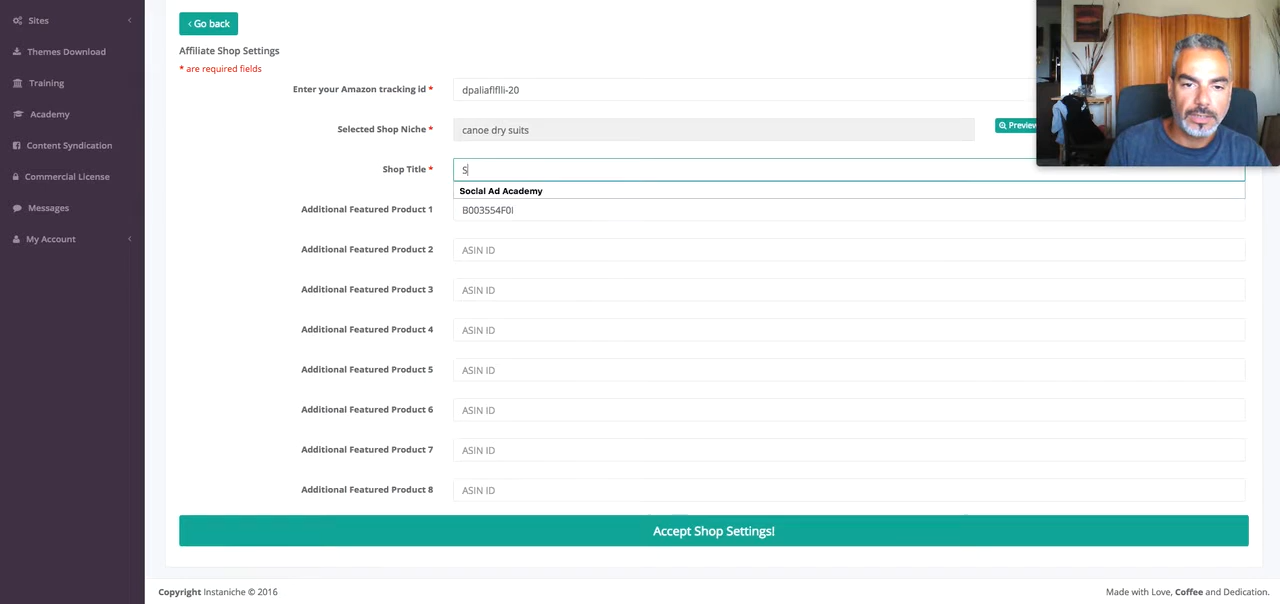 Sites
Themes Download
Training
Academy
Content Syndication
Commercial License
Messages
My Account
‹ Go back
Affiliate Shop Settings
* are required fields
Enter your Amazon tracking id *
Selected Shop Niche * canoe dry suits
Preview
Shop Title * S
Social Ad Academy
Additional Featured Product 1
Additional Featured Product 2 ASIN ID
Additional Featured Product 3 ASIN ID
Additional Featured Product 4 ASIN ID
Additional Featured Product 5 ASIN ID
Additional Featured Product 6 ASIN ID
Additional Featured Product 7 ASIN ID
Additional Featured Product 8 ASIN ID
Accept Shop Settings!
Copyright Instaniche © 2016
Made with Love, Coffee and Dedication.